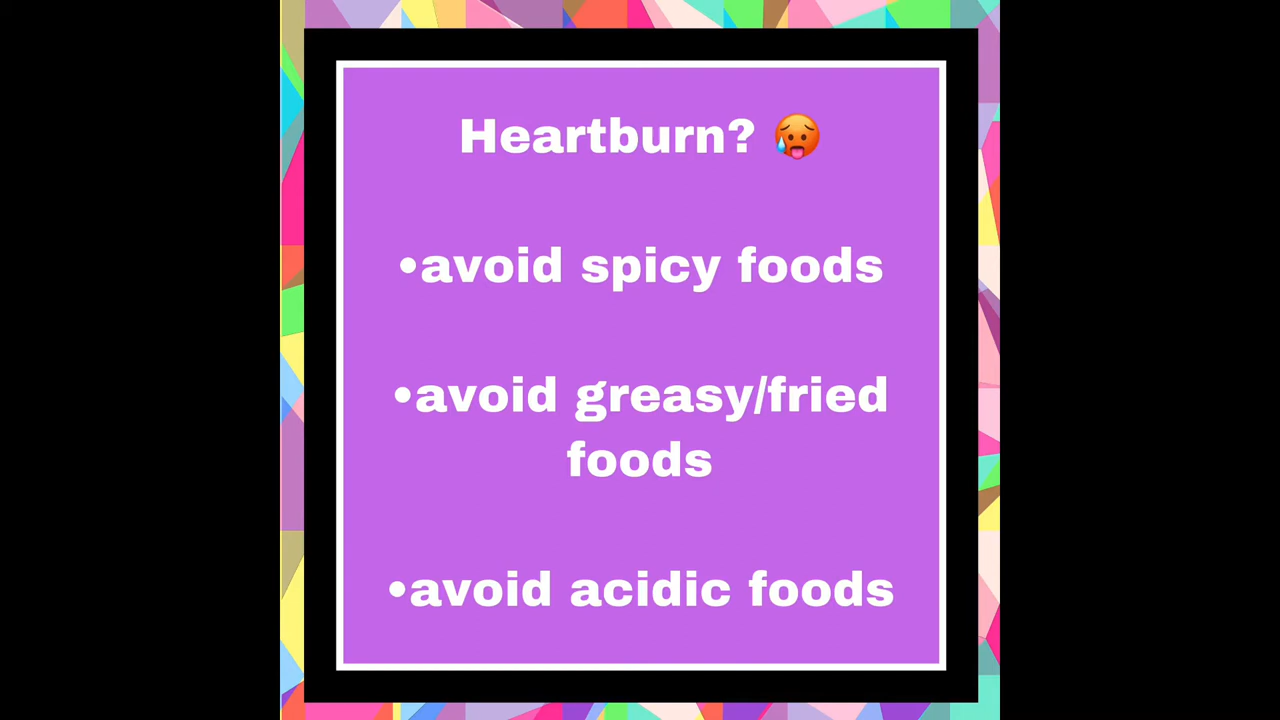 Heartburn? 🥵
•avoid spicy foods
•avoid greasy/fried
foods
•avoid acidic foods